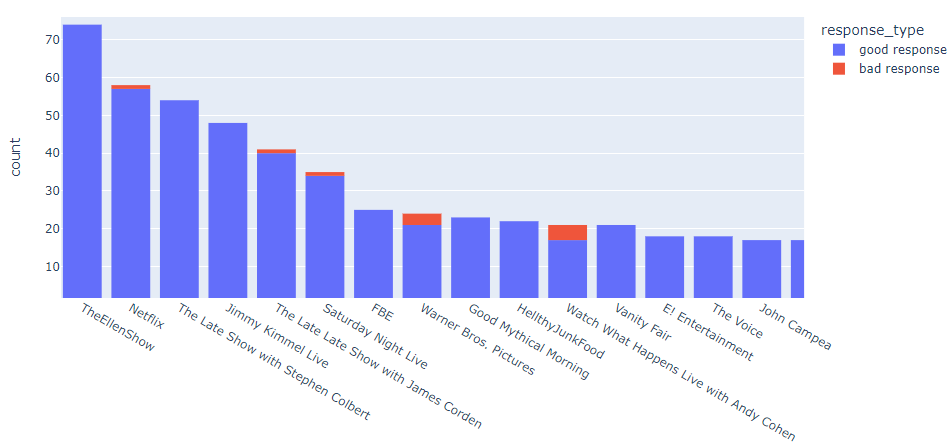 response_type
good response
bad response
count
70
60
50
40
30
20
10
TheEllenShow
Netflix
The Late Show with Stephen Colbert
Jimmy Kimmel Live
The Late Late Show with James Corden
Saturday Night Live
FBE
Warner Bros. Pictures
Good Mythical Morning
HellthyJunkFood
Watch What Happens Live with Andy Cohen
Vanity Fair
E! Entertainment
The Voice
John Campea